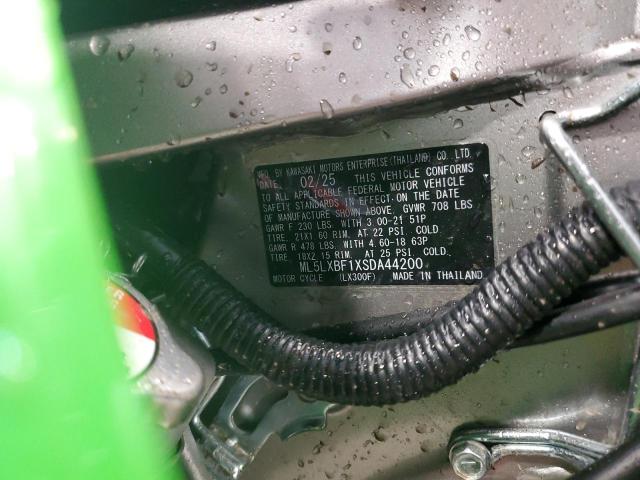 MFG. BY KAWASAKI MOTORS ENTERPRISE (THAILAND) CO. LTD.
DATE: 02/25 THIS VEHICLE CONFORMS
TO ALL APPLICABLE FEDERAL MOTOR VEHICLE
SAFETY STANDARDS IN EFFECT ON THE DATE
OF MANUFACTURE SHOWN ABOVE. GVWR 708 LBS
GAWR F 230 LBS. WITH 3.00-21 51P
TIRE. 21X1.60 RIM. AT 22 PSI COLD
GAWR R 478 LBS. WITH 4.60-18 63P
TIRE. 18X2.15 RIM. AT 25 PSI COLD.
ML5LXBF1XSDA44200
MOTOR CYCLE (LX300F) MADE IN THAILAND